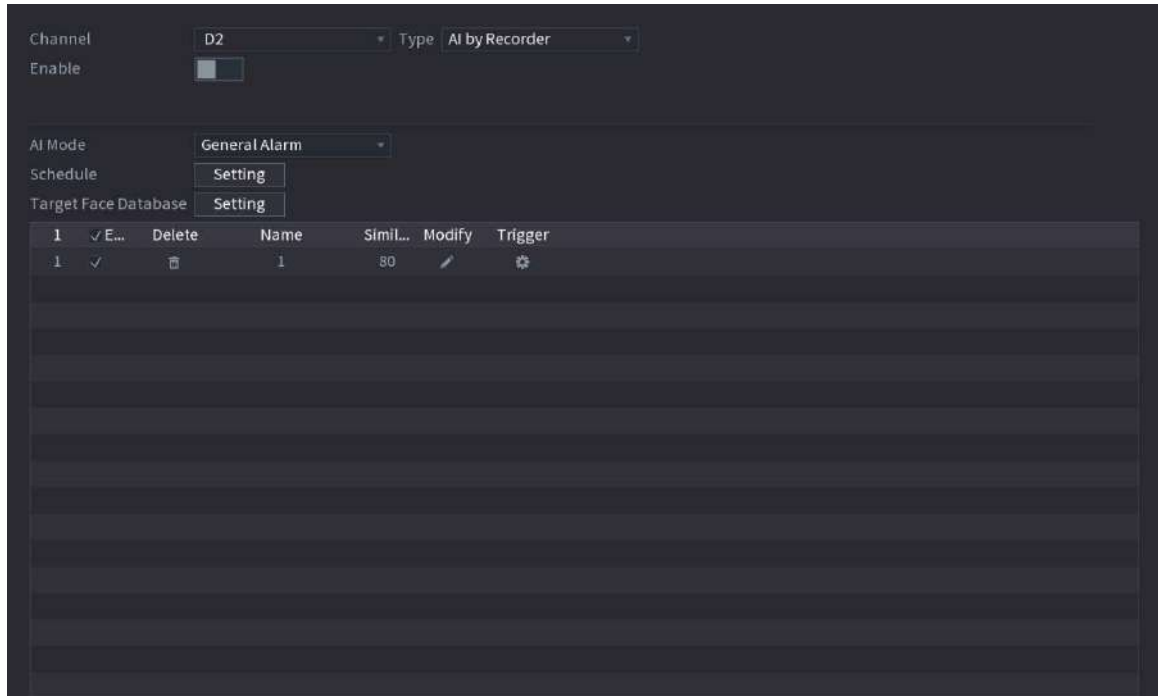 Channel D2 Type AI by Recorder
Enable
AI Mode General Alarm
Schedule Setting
Target Face Database Setting
1 E... Delete Name Simil... Modify Trigger
1 1 80